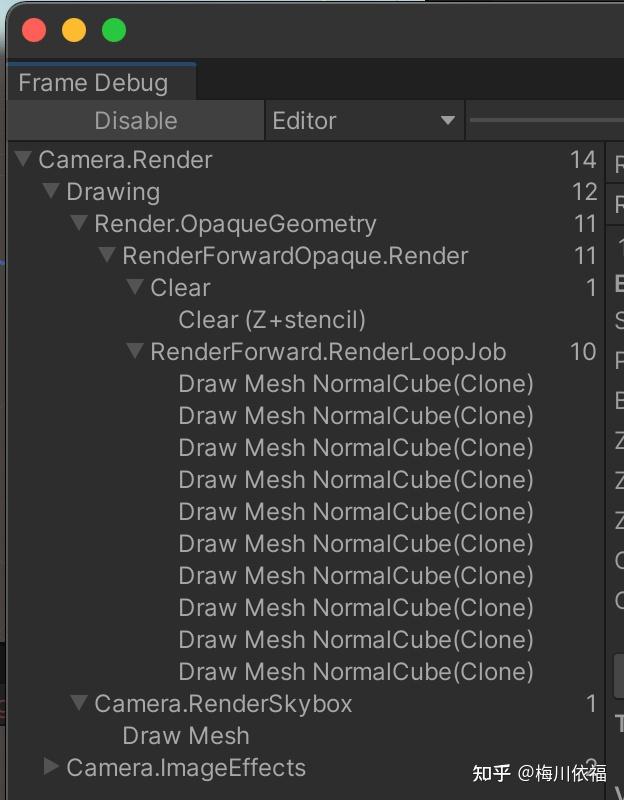 Frame Debug
Disable Editor
Camera.Render 14
Drawing 12
Render.OpaqueGeometry 11
RenderForwardOpaque.Render 11
Clear 1
Clear (Z+stencil)
RenderForward.RenderLoopJob 10
Draw Mesh NormalCube(Clone)
Draw Mesh NormalCube(Clone)
Draw Mesh NormalCube(Clone)
Draw Mesh NormalCube(Clone)
Draw Mesh NormalCube(Clone)
Draw Mesh NormalCube(Clone)
Draw Mesh NormalCube(Clone)
Draw Mesh NormalCube(Clone)
Draw Mesh NormalCube(Clone)
Draw Mesh NormalCube(Clone)
Camera.RenderSkybox 1
Draw Mesh
Camera.ImageEffects 2
知乎 @梅川依福